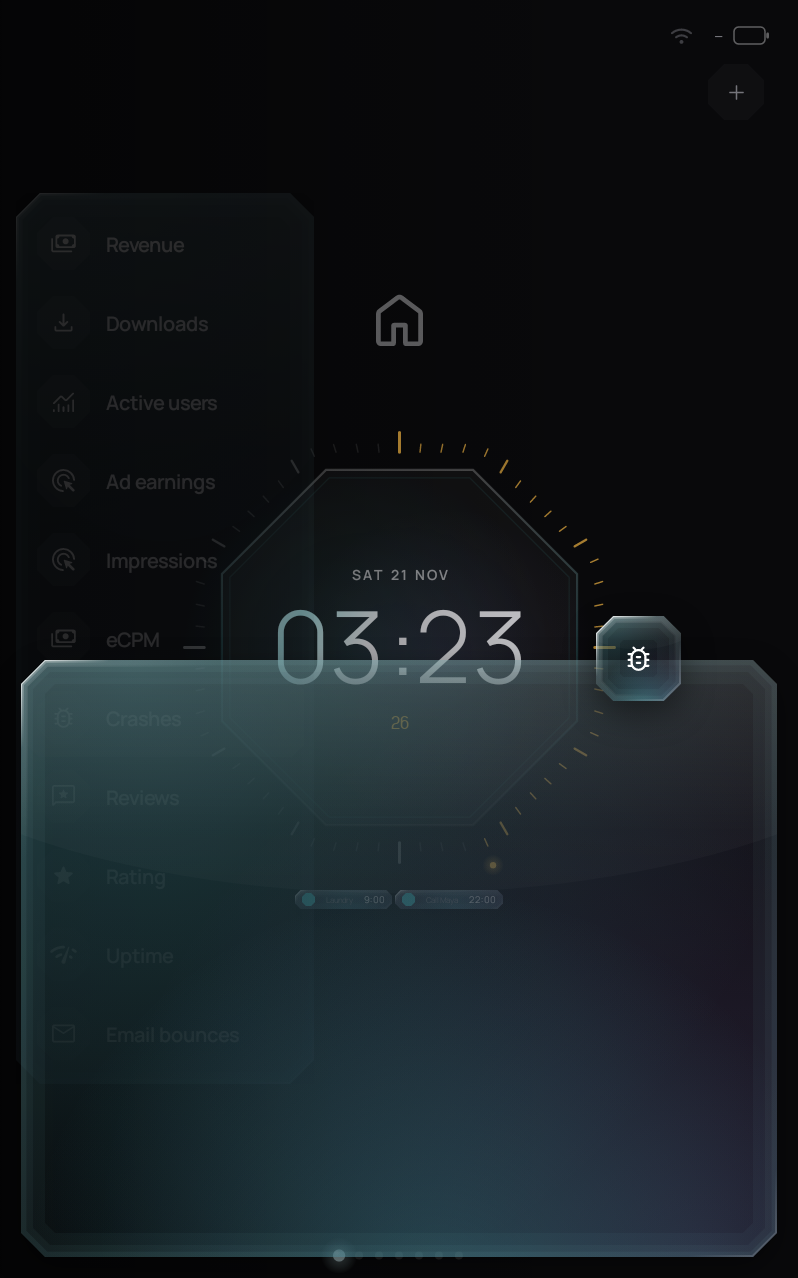 Revenue
Downloads
Active users
Ad earnings
Impressions
SAT 21 NOV
eCPM
03:23
Crashes
26
Reviews
Rating
9:00
22:00
Uptime
Email bounces